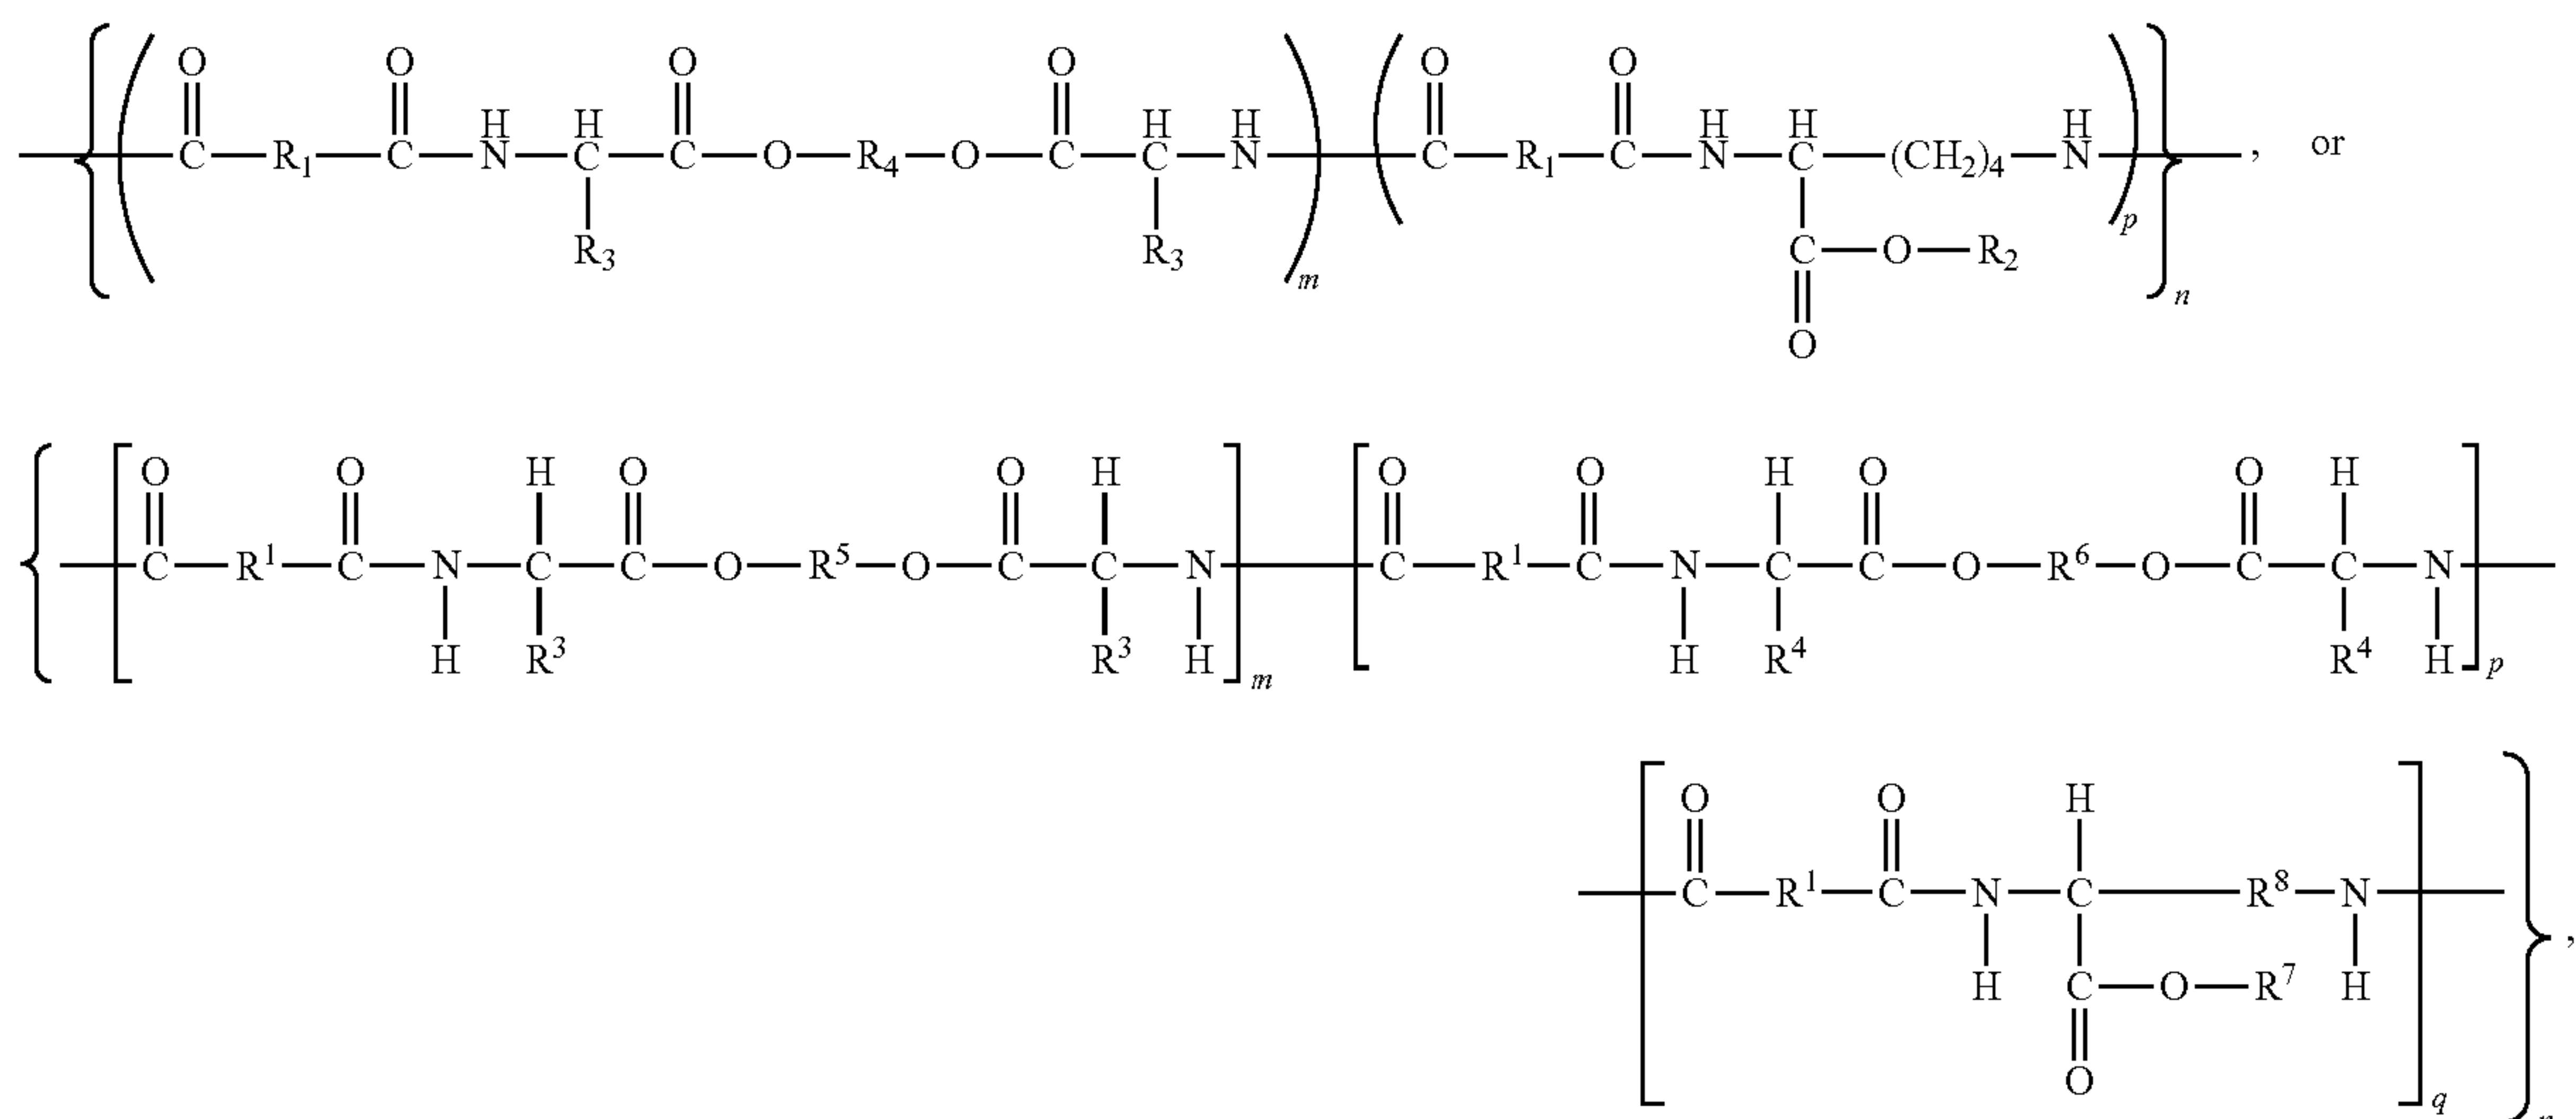 O O O O O O
C R₁ C H N H C C O R₄ O C H C H N C R₁ C H N H C (CH₂)₄ H N , or
R₃ R₃ m C O R₂ p n
O
O O H O O H O O H O O H
C R¹ C N C C O R⁵ O C C N C R¹ C N C C O R⁶ O C C N
H R³ R³ H m H R⁴ R⁴ H p
O O H
C R¹ C N C R⁸ N
H C O R⁷ H ,
O q